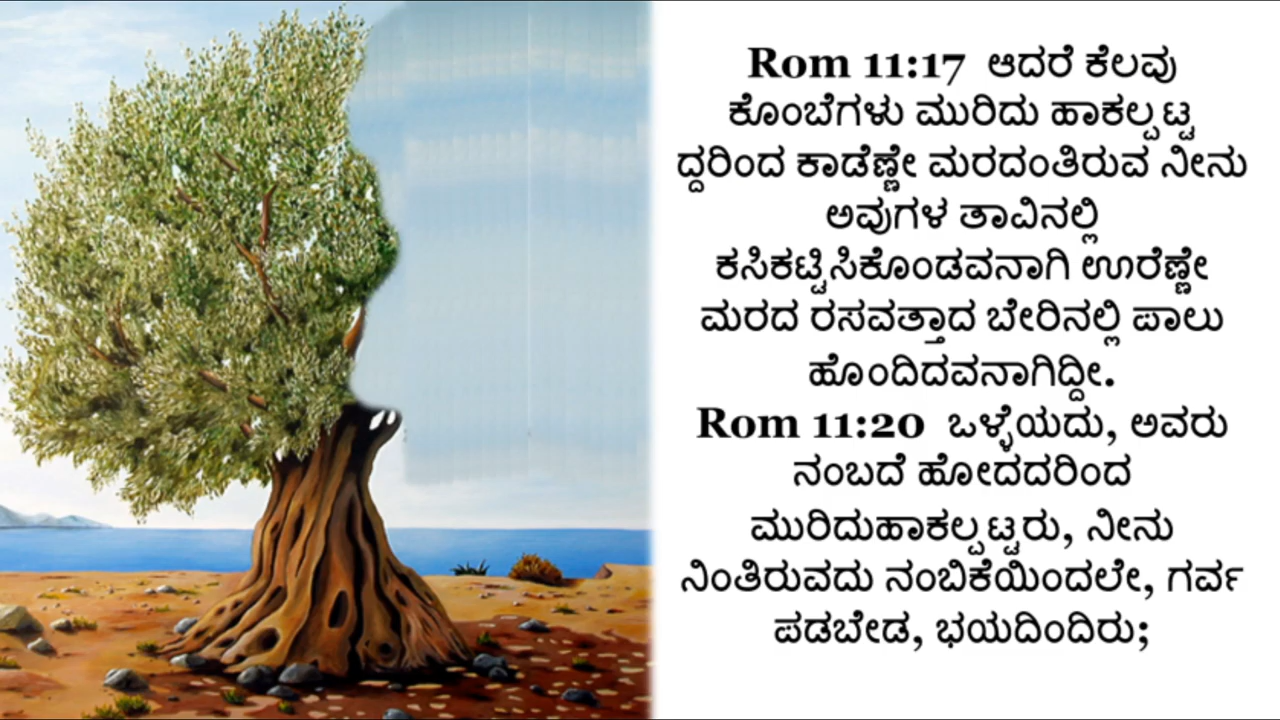 Rom 11:17 ಆದರೆ ಕೆಲವು
ಕೊಂಬೆಗಳು ಮುರಿದು ಹಾಕಲ್ಪಟ್ಟ
ದ್ದರಿಂದ ಕಾಡೆಣ್ಣೇ ಮರದಂತಿರುವ ನೀನು
ಅವುಗಳ ತಾವಿನಲ್ಲಿ
ಕಸಿಕಟ್ಟಿಸಿಕೊಂಡವನಾಗಿ ಊರೆಣ್ಣೇ
ಮರದ ರಸವತ್ತಾದ ಬೇರಿನಲ್ಲಿ ಪಾಲು
ಹೊಂದಿದವನಾಗಿದ್ದೀ.
Rom 11:20 ಒಳ್ಳೆಯದು, ಅವರು
ನಂಬದೆ ಹೋದದರಿಂದ
ಮುರಿದುಹಾಕಲ್ಪಟ್ಟರು, ನೀನು
ನಿಂತಿರುವದು ನಂಬಿಕೆಯಿಂದಲೇ, ಗರ್ವ
ಪಡಬೇಡ, ಭಯದಿಂದಿರು;